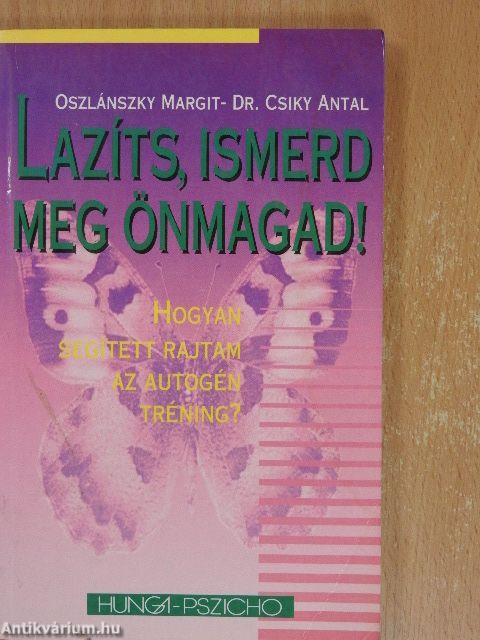 OSZLÁNSZKY MARGIT- DR. CSIKY ANTAL
LAZÍTS, ISMERD
MEG ÖNMAGAD!
HOGYAN
SEGÍTETT RAJTAM
AZ AUTOGÉN
TRÉNING?
HUNGA-PSZICHO
Antikvárium.hu